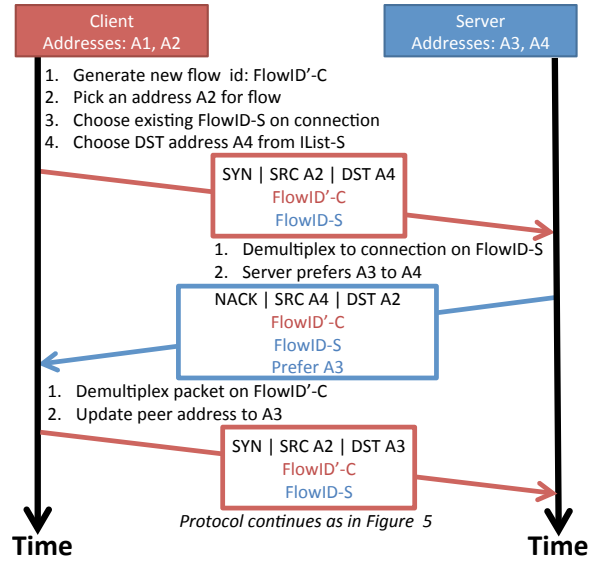 Client
Addresses: A1, A2
Server
Addresses: A3, A4
1. Generate new flow id: FlowID'-C
2. Pick an address A2 for flow
3. Choose existing FlowID-S on connection
4. Choose DST address A4 from IList-S
SYN | SRC A2 | DST A4
FlowID'-C
FlowID-S
1. Demultiplex to connection on FlowID-S
2. Server prefers A3 to A4
NACK | SRC A4 | DST A2
FlowID'-C
FlowID-S
Prefer A3
1. Demultiplex packet on FlowID'-C
2. Update peer address to A3
SYN | SRC A2 | DST A3
FlowID'-C
FlowID-S
Protocol continues as in Figure 5
Time
Time